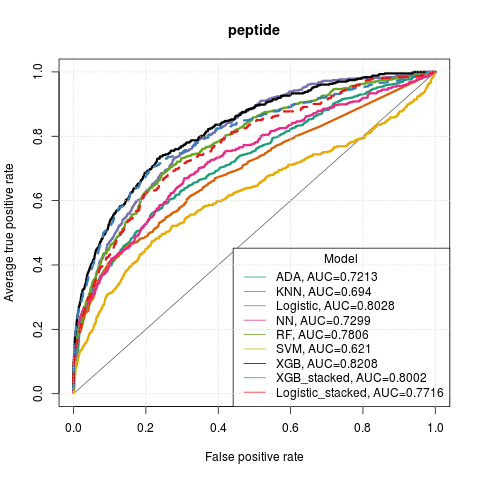 peptide
Average true positive rate
1.0
0.8
0.6
0.4
0.2
0.0
Model
ADA, AUC=0.7213
KNN, AUC=0.694
Logistic, AUC=0.8028
NN, AUC=0.7299
RF, AUC=0.7806
SVM, AUC=0.621
XGB, AUC=0.8208
XGB_stacked, AUC=0.8002
Logistic_stacked, AUC=0.7716
0.0 0.2 0.4 0.6 0.8 1.0
False positive rate